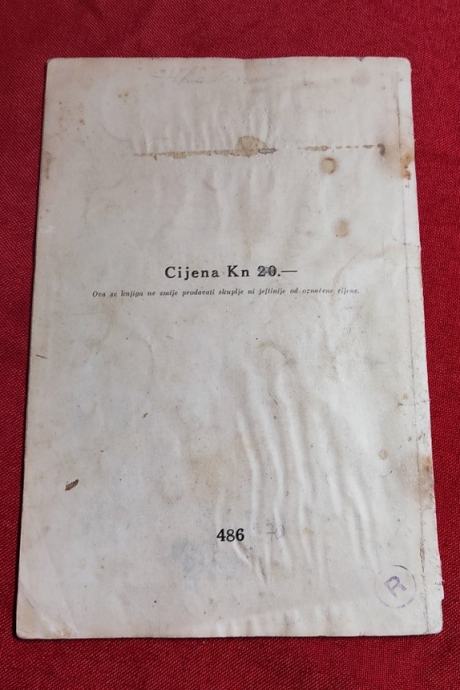 Cijena Kn 20.—
Ova se knjiga ne smije prodavati skuplje ni jeftinije od označene cijene.
486
R